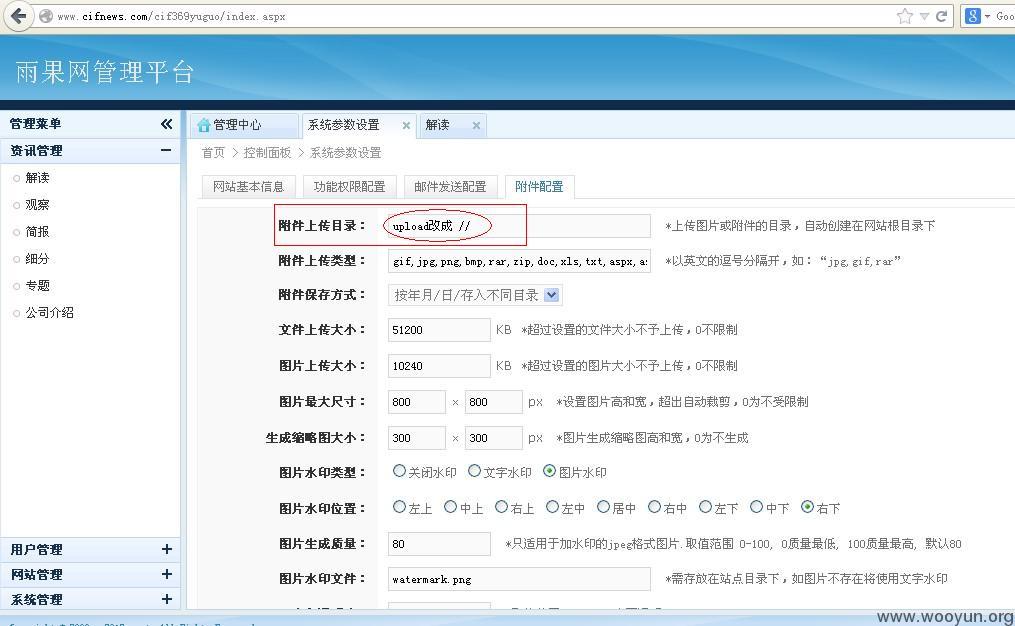 www.cifnews.com/cif369yuguo/index.aspx
雨果网管理平台
管理菜单
资讯管理
解读
观察
简报
细分
专题
公司介绍
用户管理
网站管理
系统管理
管理中心 系统参数设置 解读
首页 > 控制面板 > 系统参数设置
网站基本信息 功能权限配置 邮件发送配置 附件配置
附件上传目录： upload改成 // *上传图片或附件的目录，自动创建在网站根目录下
附件上传类型： gif,jpg,png,bmp,rar,zip,doc,xls,txt,aspx, *以英文的逗号分隔开，如：“jpg,gif,rar”
附件保存方式： 按年月/日/存入不同目录
文件上传大小： 51200 KB *超过设置的文件大小不予上传，0不限制
图片上传大小： 10240 KB *超过设置的图片大小不予上传，0不限制
图片最大尺寸： 800 × 800 px *设置图片高和宽，超出自动裁剪，0为不受限制
生成缩略图大小： 300 × 300 px *图片生成缩略图高和宽，0为不生成
图片水印类型： 关闭水印 文字水印 图片水印
图片水印位置： 左上 中上 右上 左中 居中 右中 左下 中下 右下
图片生成质量： 80 *只适用于加水印的jpeg格式图片.取值范围 0-100, 0质量最低, 100质量最高, 默认80
图片水印文件： watermark.png *需存放在站点目录下，如图片不存在将使用文字水印
www.wooyun.org